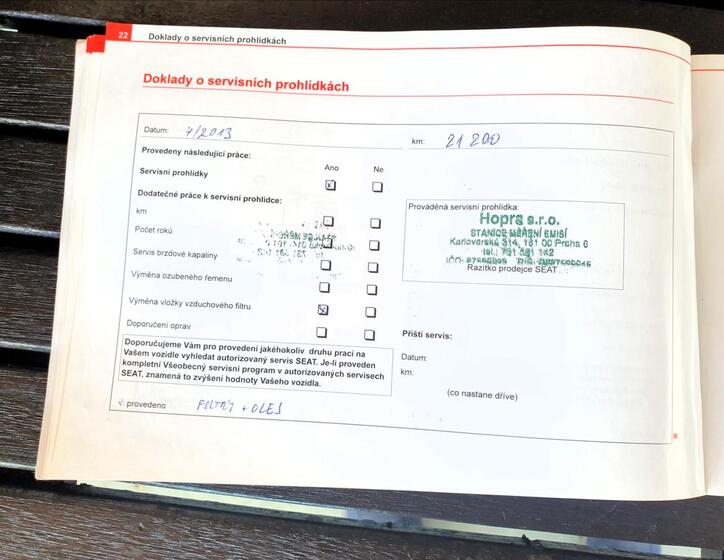 22 Doklady o servisních prohlídkách
Doklady o servisních prohlídkách
Datum: 7/2013 km: 21 200
Provedeny následující práce:
Ano Ne
Servisní prohlídky
Dodatečné práce k servisní prohlídce:
km
Počet roků
Servis brzdové kapaliny
Výměna ozubeného řemenu
Výměna vložky vzduchového filtru
Doporučení oprav
Prováděná servisní prohlídka:
Hopra s.r.o.
STANICE MĚŘENÍ EMISÍ
Karlovarská 314, 161 00 Praha 6
Razítko prodejce SEAT
Doporučujeme Vám pro provedení jakéhokoliv druhu prací na
Vašem vozidle vyhledat autorizovaný servis SEAT. Je-li proveden
kompletní Všeobecný servisní program v autorizovaných servisech
SEAT, znamená to zvýšení hodnoty Vašeho vozidla.
Příští servis:
Datum:
km:
(co nastane dříve)
√: provedeno + OLEJ